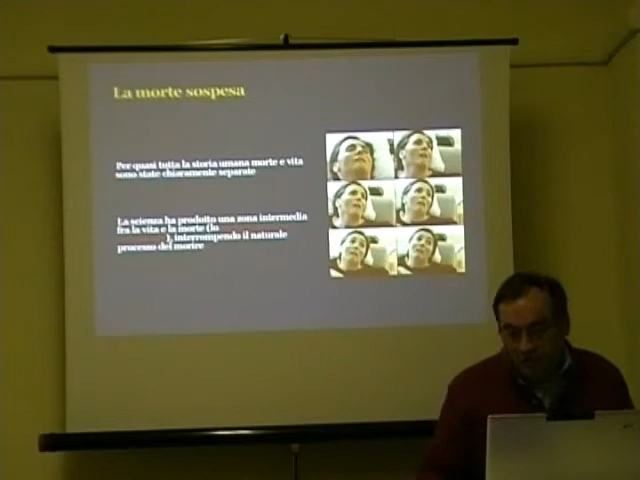 La morte sospesa
Per quasi tutta la storia umana morte e vita
sono state chiaramente separate
La scienza ha prodotto una zona intermedia
fra la vita e la morte (lo
), interrompendo il naturale
processo del morire